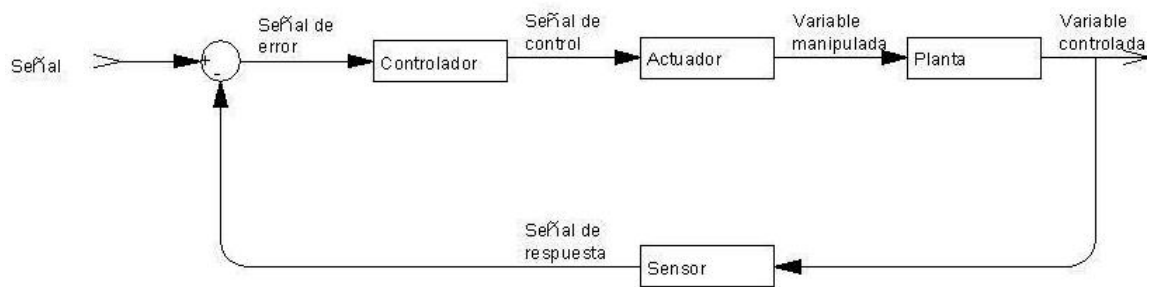 Señal
+
-
Señal de
error
Controlador
Señal de
control
Actuador
Variable
manipulada
Planta
Variable
controlada
Señal de
respuesta
Sensor